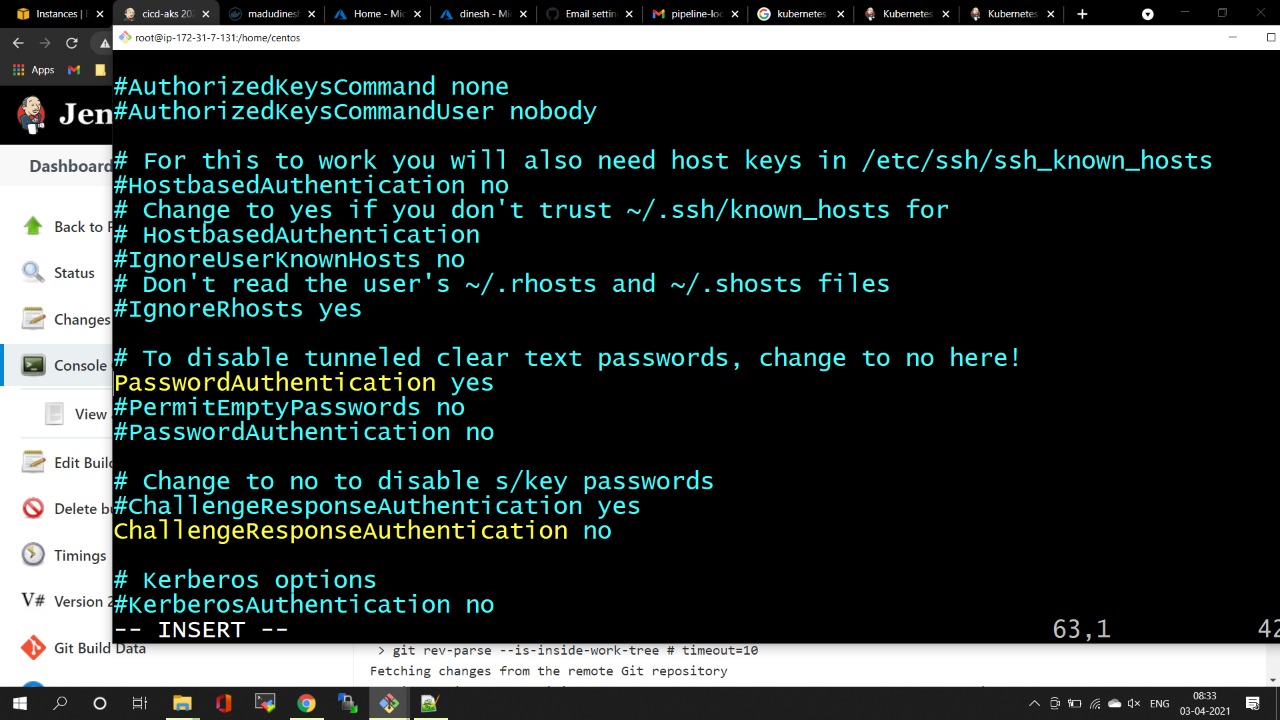 Instances | E
cicd-aks 20
madudinesh
Home - Mic
dinesh - Mic
Email settin
pipeline-loc
kubernetes
Kubernetes
Kubernetes
root@ip-172-31-7-131:/home/centos
Apps
Jen
Dashboard
Back to P
Status
Changes
Console
View
Edit Build
Delete bu
Timings
V# Version 2
Git Build Data
#AuthorizedKeysCommand none
#AuthorizedKeysCommandUser nobody
# For this to work you will also need host keys in /etc/ssh/ssh_known_hosts
#HostbasedAuthentication no
# Change to yes if you don't trust ~/.ssh/known_hosts for
# HostbasedAuthentication
#IgnoreUserKnownHosts no
# Don't read the user's ~/.rhosts and ~/.shosts files
#IgnoreRhosts yes
# To disable tunneled clear text passwords, change to no here!
PasswordAuthentication yes
#PermitEmptyPasswords no
#PasswordAuthentication no
# Change to no to disable s/key passwords
#ChallengeResponseAuthentication yes
ChallengeResponseAuthentication no
# Kerberos options
#KerberosAuthentication no
-- INSERT -- 63,1 42
> git rev-parse --is-inside-work-tree # timeout=10
Fetching changes from the remote Git repository
ENG
08:33
03-04-2021